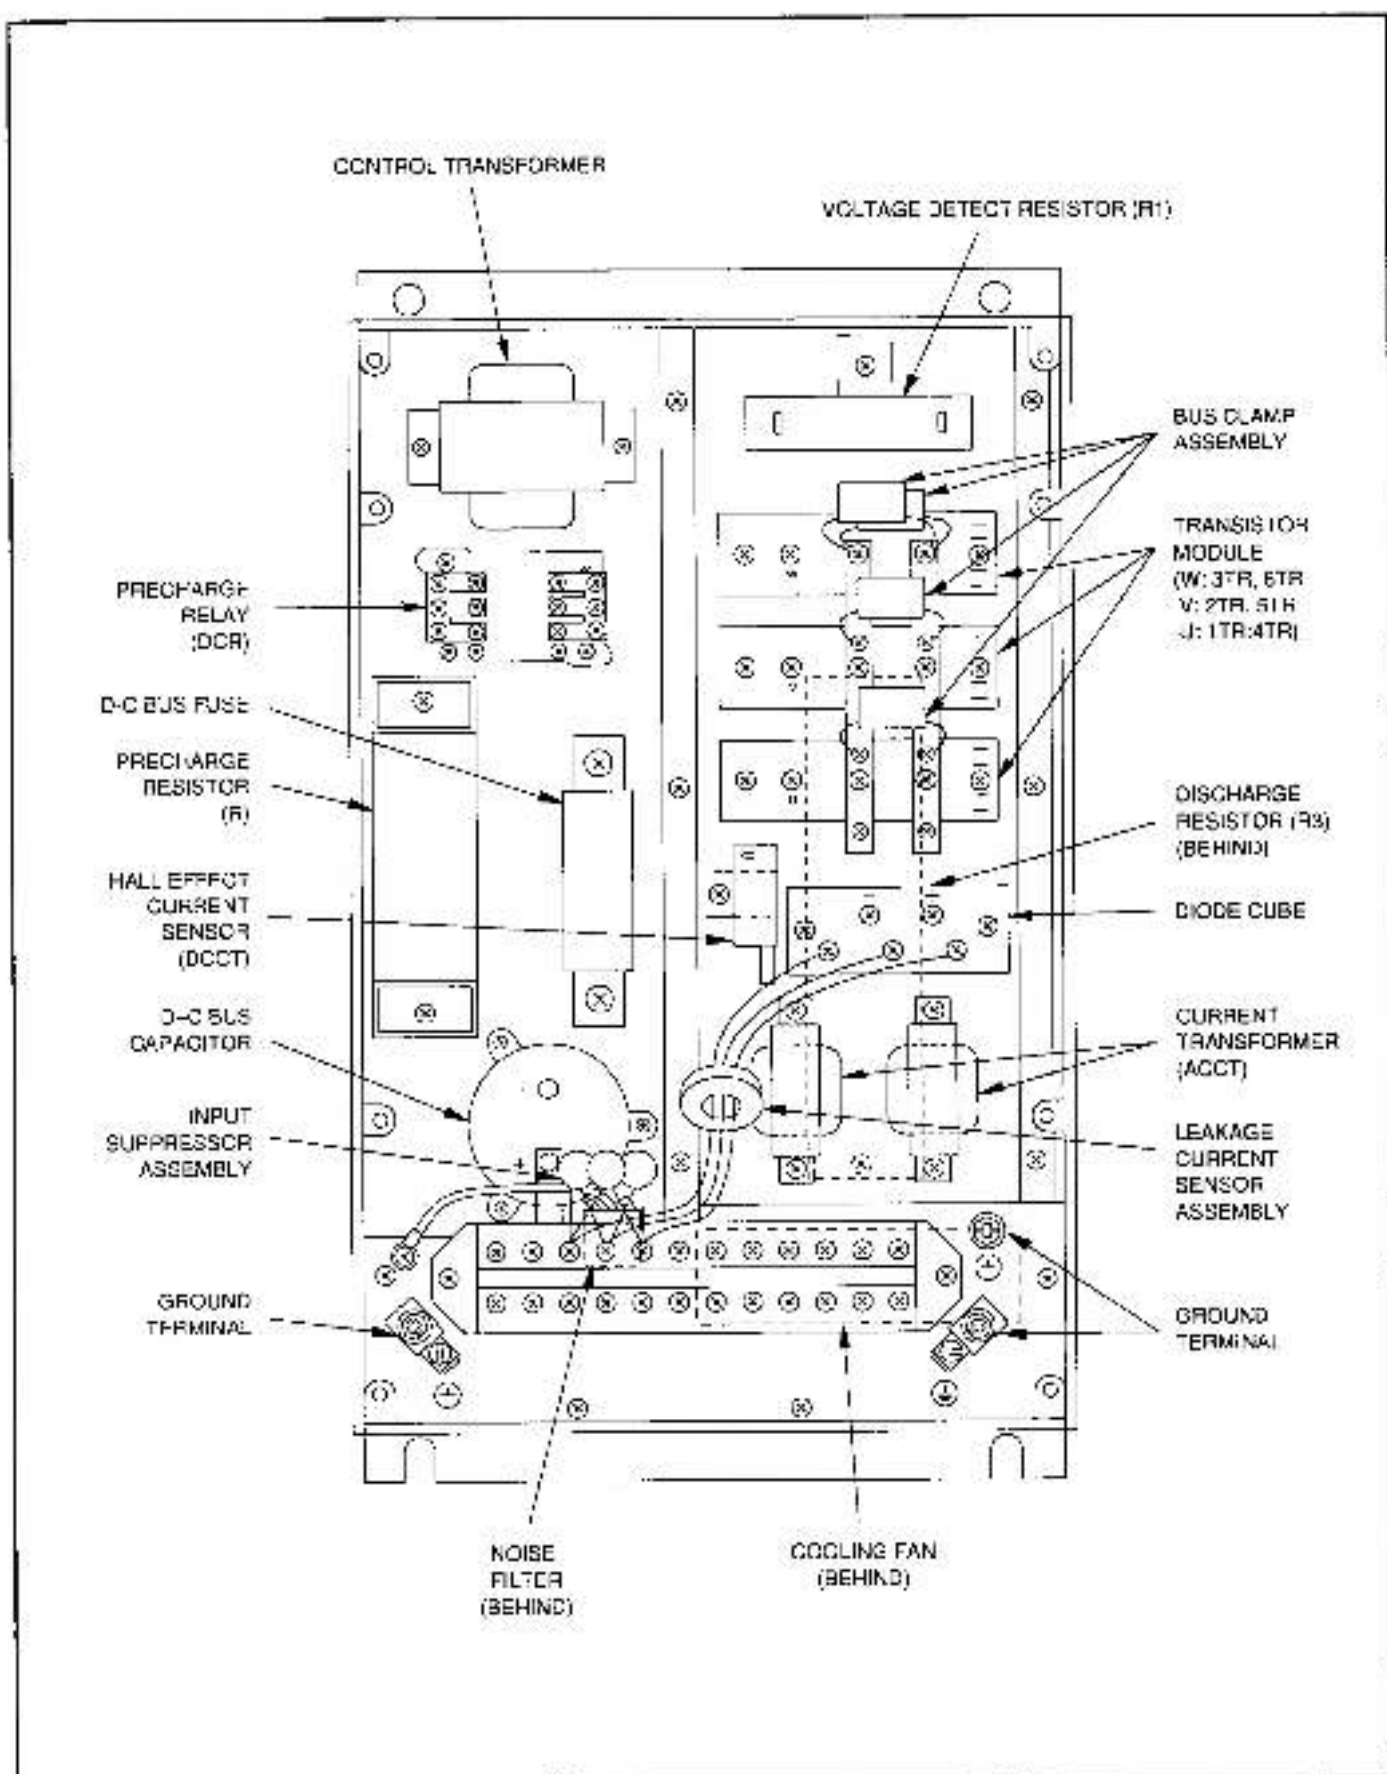 CONTROL TRANSFORMER
VOLTAGE DETECT RESISTOR (R1)
BUS CLAMP
ASSEMBLY
TRANSISTOR
MODULE
(W: 3TR, 6TR
V: 2TR, 5TR
U: 1TR:4TR)
PRECHARGE
RELAY
(DCR)
D-C BUS FUSE
PRECHARGE
RESISTOR
(R)
DISCHARGE
RESISTOR (R3)
(BEHIND)
HALL EFFECT
CURRENT
SENSOR
(DCCT)
DIODE CUBE
D-C BUS
CAPACITOR
CURRENT
TRANSFORMER
(ACCT)
INPUT
SUPPRESSOR
ASSEMBLY
LEAKAGE
CURRENT
SENSOR
ASSEMBLY
GROUND
TERMINAL
GROUND
TERMINAL
NOISE
FILTER
(BEHIND)
COOLING FAN
(BEHIND)